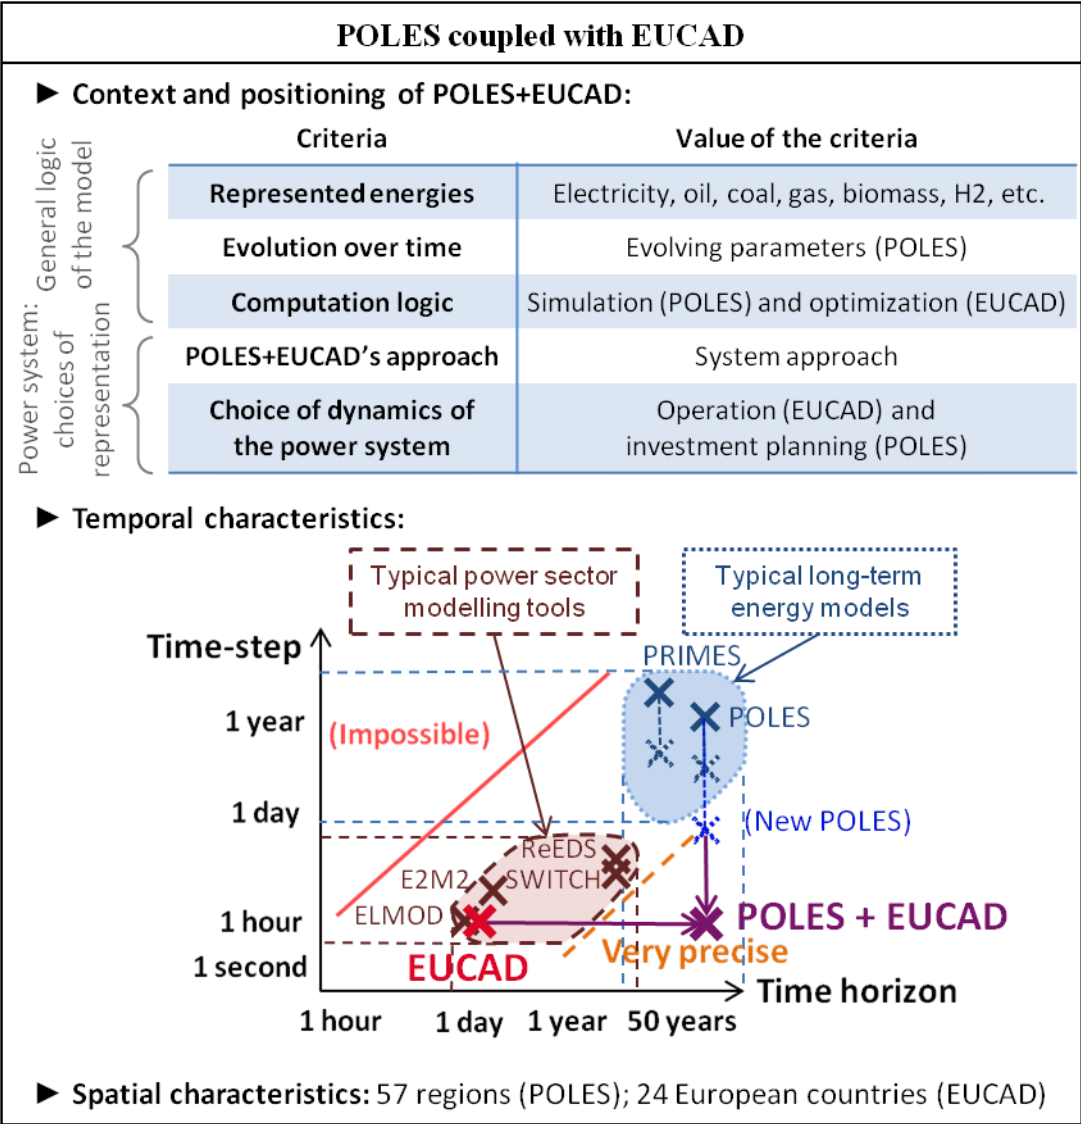 POLES coupled with EUCAD
► Context and positioning of POLES+EUCAD:
Criteria
Value of the criteria
General logic
of the model
Represented energies
Electricity, oil, coal, gas, biomass, H2, etc.
Evolution over time
Evolving parameters (POLES)
Computation logic
Simulation (POLES) and optimization (EUCAD)
Power system:
choices of
representation
POLES+EUCAD's approach
System approach
Choice of dynamics of
the power system
Operation (EUCAD) and
investment planning (POLES)
► Temporal characteristics:
Typical power sector
modelling tools
Typical long-term
energy models
Time-step
PRIMES
1 year
(Impossible)
POLES
1 day
(New POLES)
ReEDS
E2M2
SWITCH
ELMOD
1 hour
POLES + EUCAD
EUCAD
Very precise
1 second
Time horizon
1 hour
1 day
1 year
50 years
► Spatial characteristics: 57 regions (POLES); 24 European countries (EUCAD)